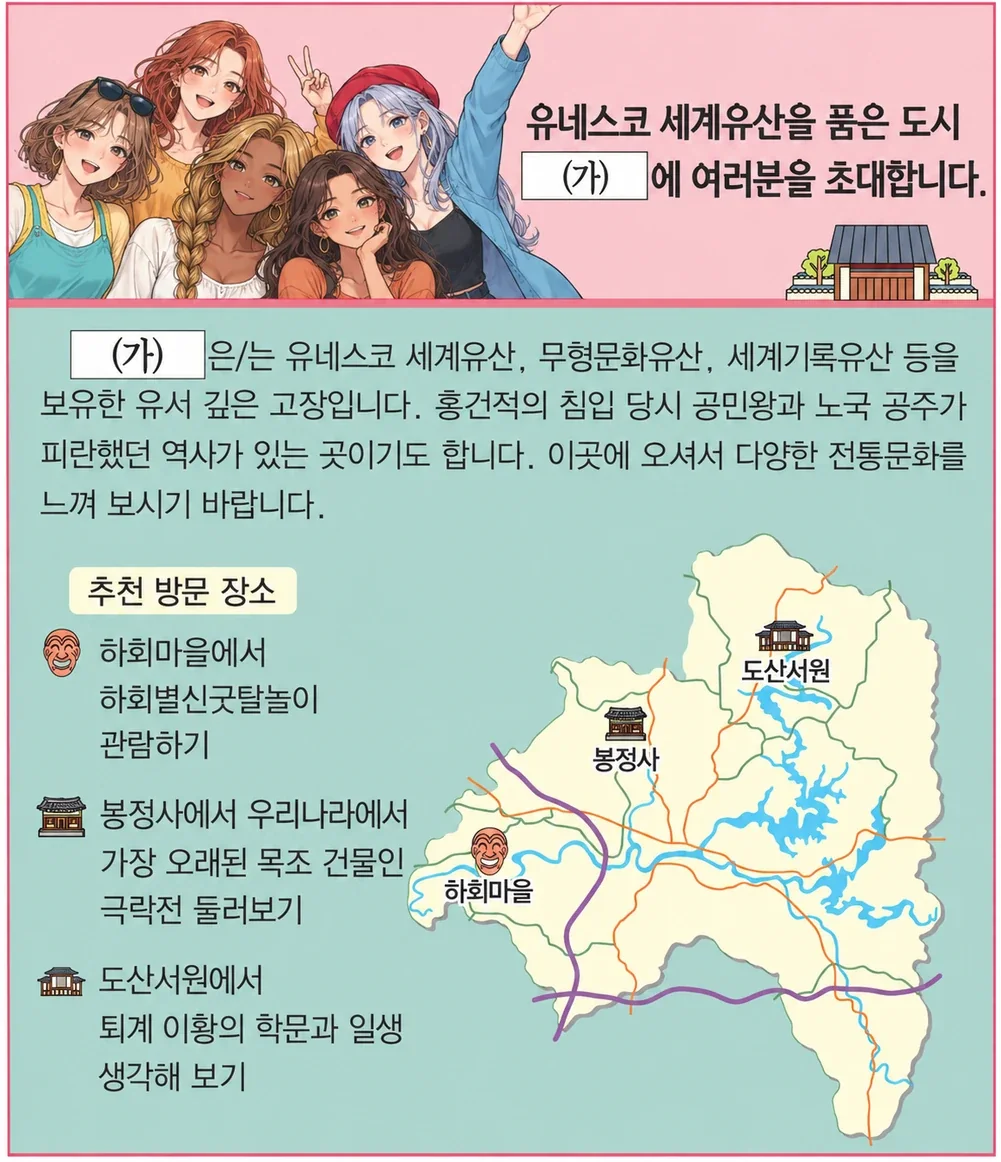 유네스코 세계유산을 품은 도시
(가) 에 여러분을 초대합니다.
(가) 은/는 유네스코 세계유산, 무형문화유산, 세계기록유산 등을
보유한 유서 깊은 고장입니다. 홍건적의 침입 당시 공민왕과 노국 공주가
피란했던 역사가 있는 곳이기도 합니다. 이곳에 오셔서 다양한 전통문화를
느껴 보시기 바랍니다.
추천 방문 장소
하회마을에서
하회별신굿탈놀이
관람하기
봉정사에서 우리나라에서
가장 오래된 목조 건물인
극락전 둘러보기
도산서원에서
퇴계 이황의 학문과 일생
생각해 보기
도산서원
봉정사
하회마을